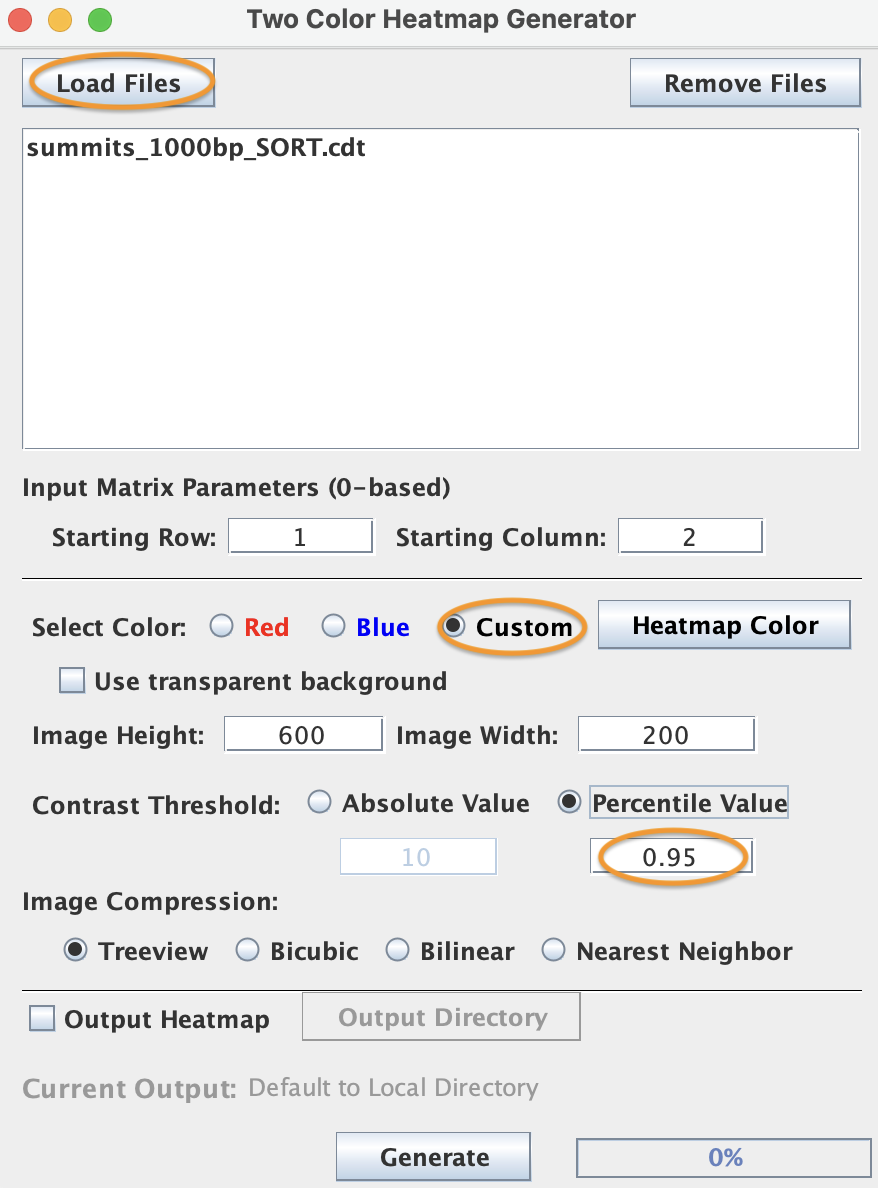 Two Color Heatmap Generator
Load Files Remove Files
summits_1000bp_SORT.cdt
Input Matrix Parameters (0-based)
Starting Row: 1 Starting Column: 2
Select Color: Red Blue Custom Heatmap Color
Use transparent background
Image Height: 600 Image Width: 200
Contrast Threshold: Absolute Value Percentile Value
10 0.95
Image Compression:
Treeview Bicubic Bilinear Nearest Neighbor
Output Heatmap Output Directory
Current Output: Default to Local Directory
Generate 0%